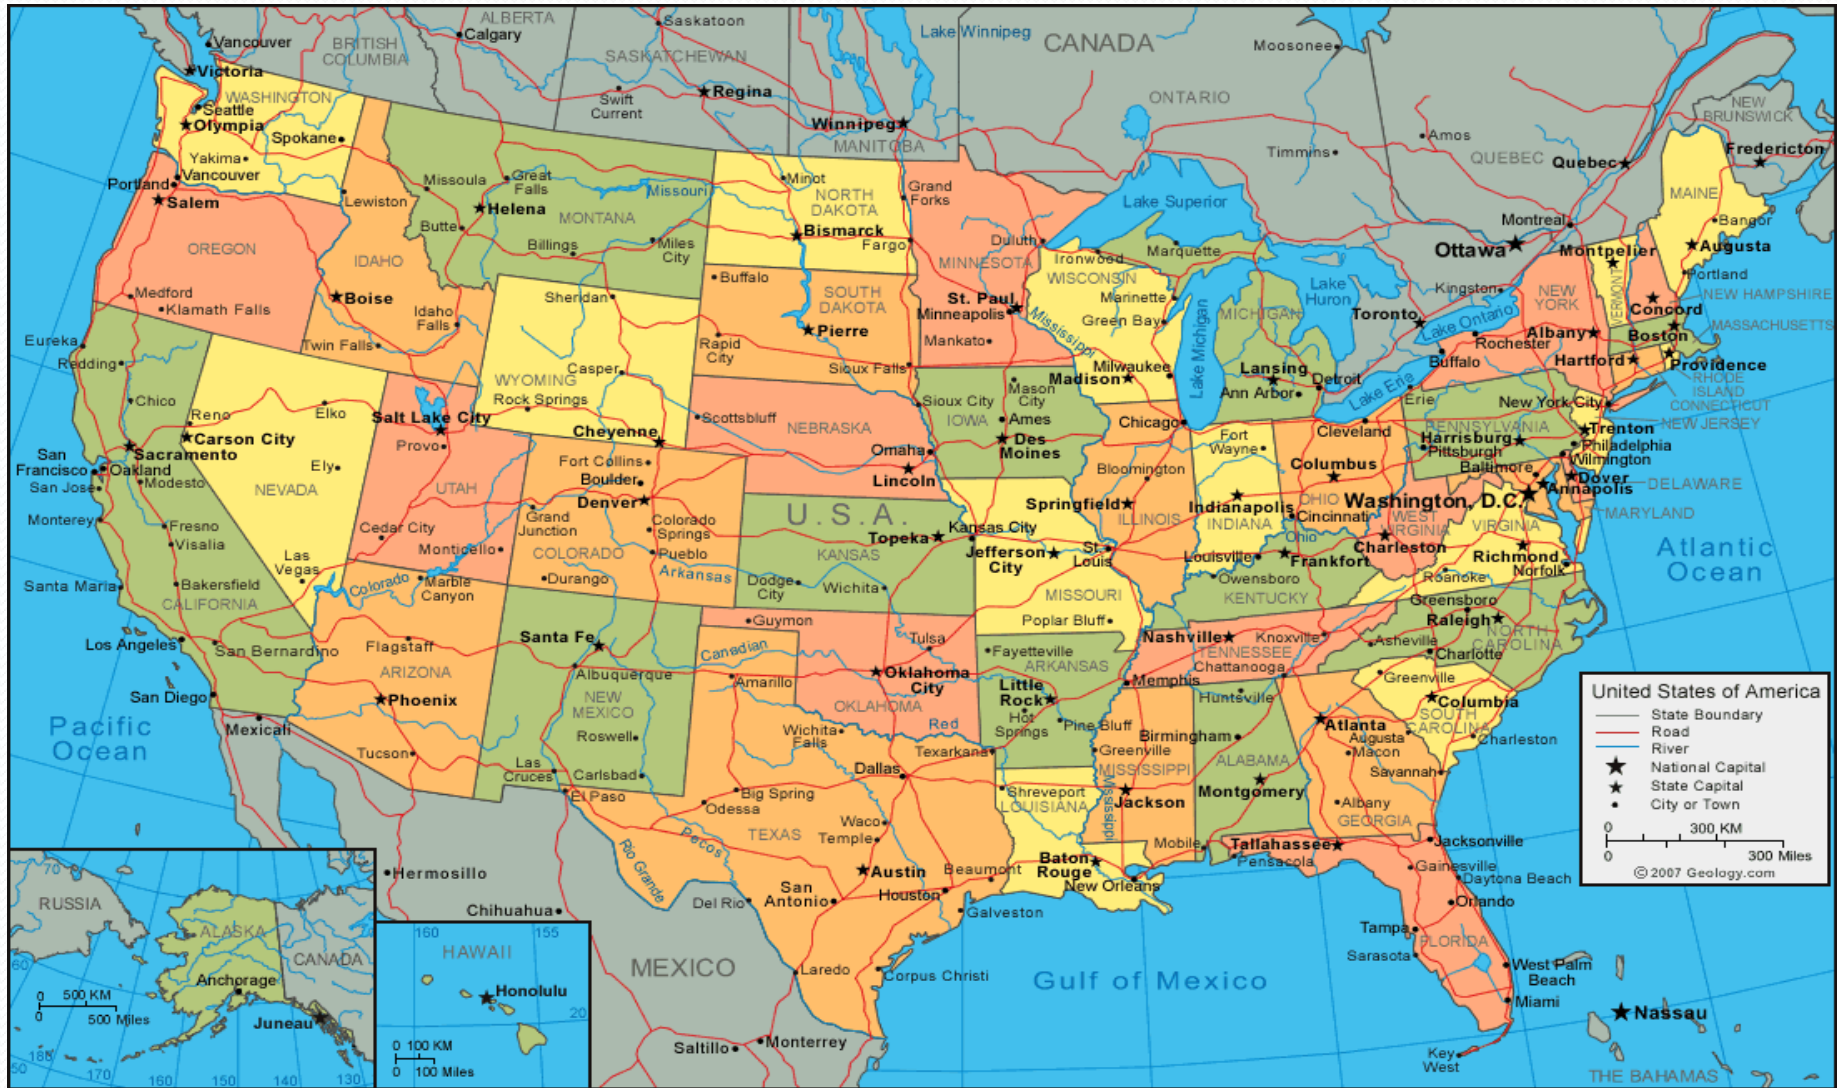 ALBERTA
Saskatoon
Calgary
Vancouver
BRITISH
COLUMBIA
SASKATCHEWAN
Lake Winnipeg
CANADA
Moosonee
Victoria
Swift
Current
Regina
Winnipeg
MANITOBA
ONTARIO
Amos
Timmins
QUEBEC
Quebec
NEW
BRUNSWICK
Fredericton
WASHINGTON
Seattle
Olympia
Spokane
Yakima
Vancouver
Portland
Salem
OREGON
Medford
Klamath Falls
Lewiston
IDAHO
Boise
Idaho
Falls
Twin Falls
Missoula
Great
Falls
Missouri
Helena
MONTANA
Butte
Billings
Miles
City
Minot
NORTH
DAKOTA
Bismarck
Fargo
Grand
Forks
Duluth
MINNESOTA
St. Paul
Minneapolis
Mankato
Buffalo
SOUTH
DAKOTA
Pierre
Rapid
City
Sioux Falls
Sheridan
Casper
WYOMING
Rock Springs
Cheyenne
Lake Superior
Marquette
Ironwood
WISCONSIN
Marinette
Green Bay
Mississippi
Milwaukee
Madison
Lake Michigan
MICHIGAN
Lansing
Ann Arbor
Detroit
Lake
Huron
Toronto
Kingston
Ottawa
Montreal
Lake Ontario
Lake Erie
Erie
Buffalo
Rochester
NEW
YORK
Albany
Montpelier
VERMONT
MAINE
Bangor
Augusta
Portland
NEW HAMPSHIRE
Concord
Boston
MASSACHUSETTS
Hartford
Providence
RHODE
ISLAND
CONNECTICUT
New York City
NEW JERSEY
Trenton
Philadelphia
Wilmington
PENNSYLVANIA
Harrisburg
Pittsburgh
Baltimore
Dover
Annapolis
DELAWARE
MARYLAND
Washington, D.C.
Eureka
Redding
Chico
Reno
Carson City
Sacramento
San
Francisco
Oakland
San Jose
Modesto
Monterey
Fresno
Visalia
Santa Maria
Bakersfield
CALIFORNIA
Los Angeles
San Bernardino
San Diego
Elko
Ely
NEVADA
Las
Vegas
Salt Lake City
Provo
UTAH
Cedar City
Monticello
Fort Collins
Boulder
Denver
Grand
Junction
Colorado
Springs
COLORADO
Pueblo
Durango
Scottsbluff
NEBRASKA
Omaha
Lincoln
Sioux City
Mason
City
IOWA
Ames
Des
Moines
Chicago
Bloomington
Springfield
ILLINOIS
Fort
Wayne
Indianapolis
INDIANA
Cleveland
Columbus
OHIO
Cincinnati
Ohio
WEST
VIRGINIA
Charleston
VIRGINIA
Richmond
Norfolk
Roanoke
U.S.A.
KANSAS
Topeka
Kansas City
Dodge
City
Wichita
Arkansas
Jefferson
City
St.
Louis
MISSOURI
Poplar Bluff
Louisville
Frankfort
Owensboro
KENTUCKY
Nashville
Knoxville
TENNESSEE
Chattanooga
Memphis
Greensboro
Raleigh
NORTH
CAROLINA
Asheville
Charlotte
Greenville
Columbia
SOUTH
CAROLINA
Charleston
Atlantic
Ocean
Pacific
Ocean
Colorado
Marble
Canyon
Flagstaff
ARIZONA
Phoenix
Tucson
Santa Fe
Albuquerque
NEW
MEXICO
Roswell
Las
Cruces
Carlsbad
Guymon
Canadian
Tulsa
Oklahoma
City
OKLAHOMA
Red
Amarillo
Wichita
Falls
Dallas
El Paso
Big Spring
Odessa
TEXAS
Waco
Temple
Pecos
Rio Grande
Austin
Beaumont
Houston
San
Antonio
Del Rio
Galveston
Laredo
Corpus Christi
Fayetteville
ARKANSAS
Little
Rock
Hot
Springs
Pine Bluff
Texarkana
Shreveport
LOUISIANA
Baton
Rouge
New Orleans
Greenville
MISSISSIPPI
Mississippi
Jackson
Huntsville
Birmingham
ALABAMA
Montgomery
Mobile
Atlanta
Augusta
Macon
Savannah
Albany
GEORGIA
Tallahassee
Pensacola
Jacksonville
Gainesville
Daytona Beach
Orlando
Tampa
FLORIDA
Sarasota
West Palm
Beach
Miami
Key
West
Gulf of Mexico
Nassau
THE BAHAMAS
Mexicali
Hermosillo
Chihuahua
MEXICO
Saltillo
Monterrey
70
RUSSIA
ALASKA
CANADA
60
Anchorage
0 500 KM
0 500 Miles
Juneau
50
180
170
160
150
140
130
160
155
HAWAII
Honolulu
20
0 100 KM
0 100 Miles
United States of America
State Boundary
Road
River
National Capital
State Capital
City or Town
0 300 KM
0 300 Miles
© 2007 Geology.com